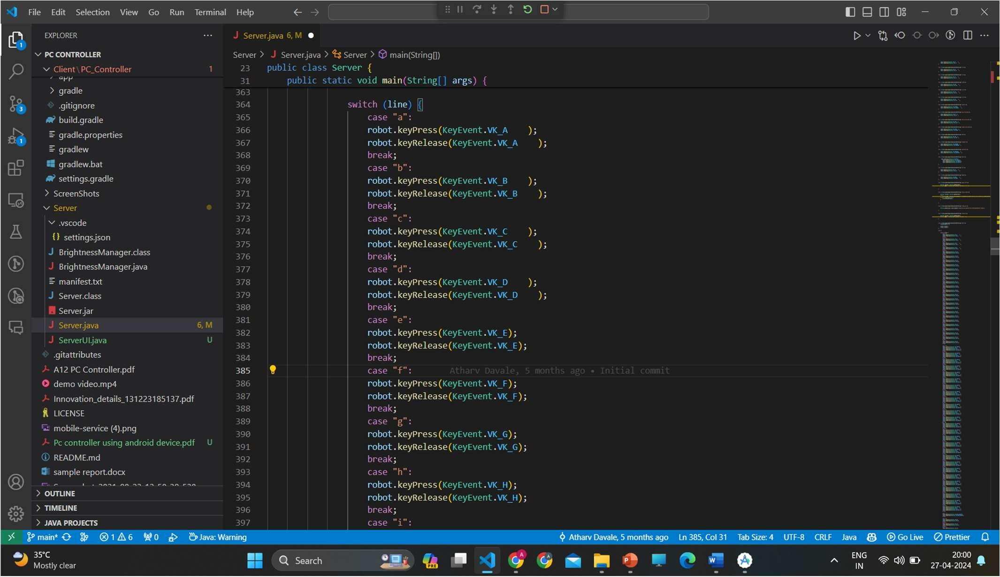 File Edit Selection View Go Run Terminal Help
EXPLORER
PC CONTROLLER
Client\PC_Controller 1
app
gradle
.gitignore
build.gradle
gradle.properties
gradlew
gradlew.bat
settings.gradle
ScreenShots
Server
.vscode
{} settings.json
BrightnessManager.class
BrightnessManager.java
manifest.txt
Server.class
Server.jar
Server.java 6, M
ServerUI.java U
.gitattributes
A12 PC Controller.pdf
demo video.mp4
Innovation_details_131223185137.pdf
LICENSE
mobile-service (4).png
Pc controller using android device.pdf U
README.md
sample report.docx
OUTLINE
TIMELINE
JAVA PROJECTS
1
3
1
Server.java 6, M
Server > Server.java > Server > main(String[])
23 public class Server {
31 public static void main(String[] args) {
363
364 switch (line) {
365 case "a":
366 robot.keyPress(KeyEvent.VK_A );
367 robot.keyRelease(KeyEvent.VK_A );
368 break;
369 case "b":
370 robot.keyPress(KeyEvent.VK_B );
371 robot.keyRelease(KeyEvent.VK_B );
372 break;
373 case "c":
374 robot.keyPress(KeyEvent.VK_C );
375 robot.keyRelease(KeyEvent.VK_C );
376 break;
377 case "d":
378 robot.keyPress(KeyEvent.VK_D );
379 robot.keyRelease(KeyEvent.VK_D );
380 break;
381 case "e":
382 robot.keyPress(KeyEvent.VK_E);
383 robot.keyRelease(KeyEvent.VK_E);
384 break;
385 case "f": Atharv Davale, 5 months ago • Initial commit
386 robot.keyPress(KeyEvent.VK_F);
387 robot.keyRelease(KeyEvent.VK_F);
388 break;
389 case "g":
390 robot.keyPress(KeyEvent.VK_G);
391 robot.keyRelease(KeyEvent.VK_G);
392 break;
393 case "h":
394 robot.keyPress(KeyEvent.VK_H);
395 robot.keyRelease(KeyEvent.VK_H);
396 break;
397 case "i":
main* 1 6 0 Java: Warning Atharv Davale, 5 months ago Ln 385, Col 31 Tab Size: 4 UTF-8 CRLF Java Go Live Prettier
35°C
Mostly clear
Search
PRE
ENG
IN
20:00
27-04-2024